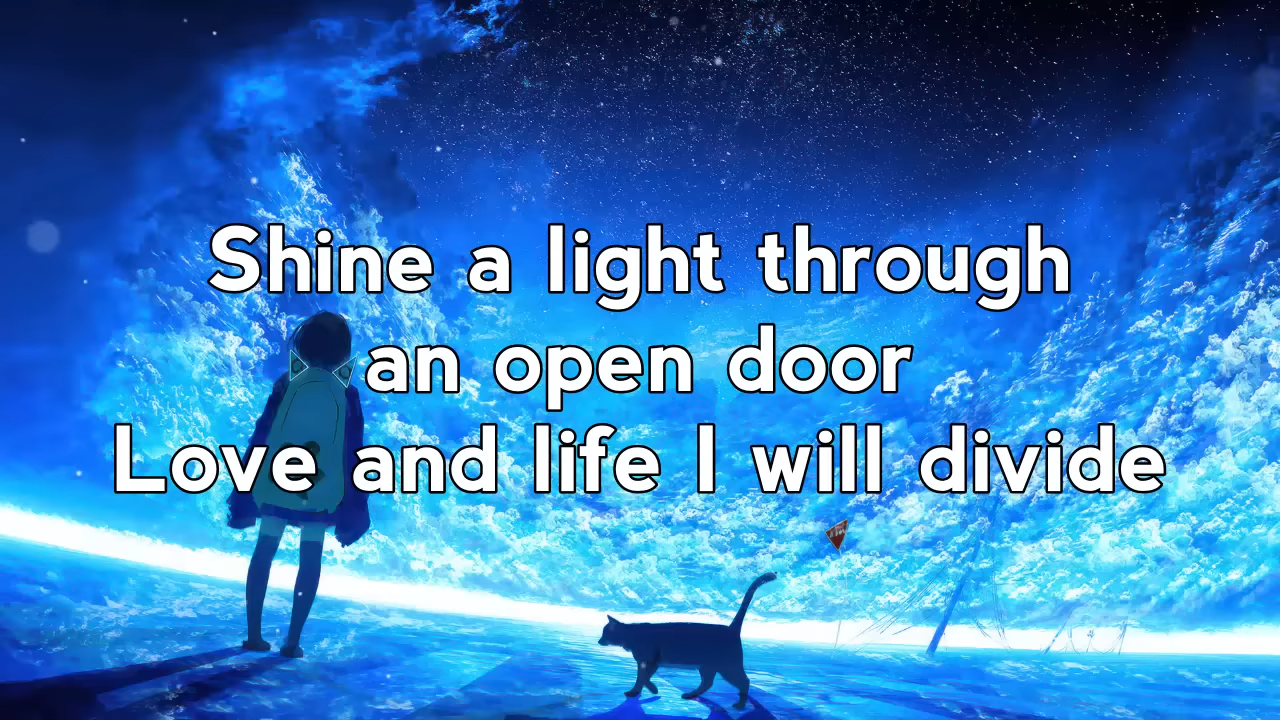 Shine a light through
an open door
Love and life I will divide